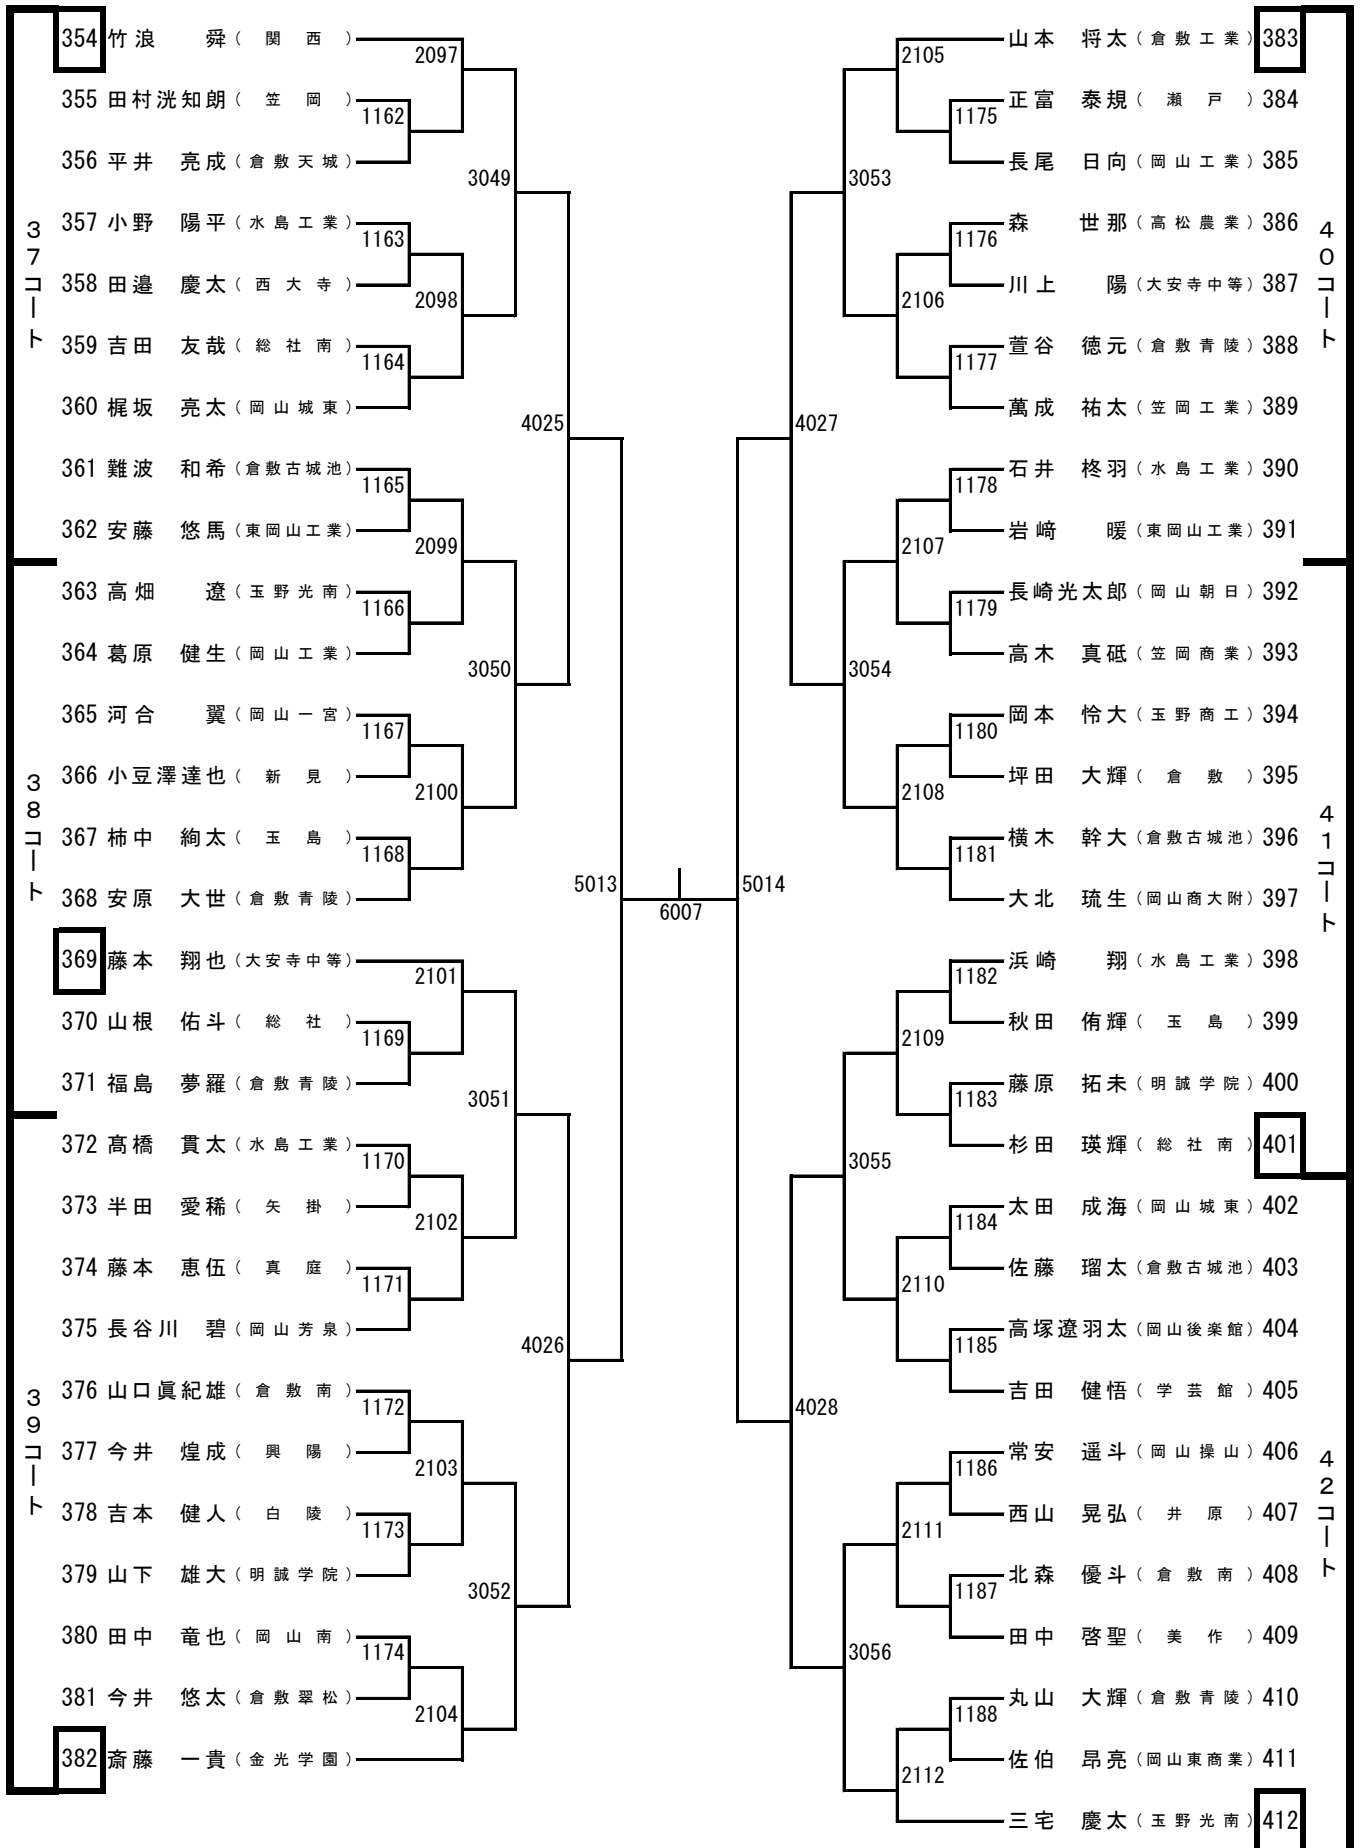 37コート
354 竹浪 舜 (関西)
355 田村洸知朗 (笠岡)
356 平井 亮成 (倉敷天城)
357 小野 陽平 (水島工業)
358 田邉 慶太 (西大寺)
359 吉田 友哉 (総社南)
360 梶坂 亮太 (岡山城東)
361 難波 和希 (倉敷古城池)
362 安藤 悠馬 (東岡山工業)
38コート
363 高畑 遼 (玉野光南)
364 葛原 健生 (岡山工業)
365 河合 翼 (岡山一宮)
366 小豆澤達也 (新見)
367 柿中 絢太 (玉島)
368 安原 大世 (倉敷青陵)
369 藤本 翔也 (大安寺中等)
370 山根 佑斗 (総社)
371 福島 夢羅 (倉敷青陵)
39コート
372 髙橋 貫太 (水島工業)
373 半田 愛稀 (矢掛)
374 藤本 恵伍 (真庭)
375 長谷川 碧 (岡山芳泉)
376 山口眞紀雄 (倉敷南)
377 今井 煌成 (興陽)
378 吉本 健人 (白陵)
379 山下 雄大 (明誠学院)
380 田中 竜也 (岡山南)
381 今井 悠太 (倉敷翠松)
382 斎藤 一貴 (金光学園)
1162
1163
1164
1165
1166
1167
1168
1169
1170
1171
1172
1173
1174
2097
2098
2099
2100
2101
2102
2103
2104
3049
3050
3051
3052
4025
4026
5013
6007
5014
4027
4028
3053
3054
3055
3056
2105
2106
2107
2108
2109
2110
2111
2112
1175
1176
1177
1178
1179
1180
1181
1182
1183
1184
1185
1186
1187
1188
40コート
山本 将太 (倉敷工業) 383
正富 泰規 (瀬戸) 384
長尾 日向 (岡山工業) 385
森 世那 (高松農業) 386
川上 陽 (大安寺中等) 387
萱谷 徳元 (倉敷青陵) 388
萬成 祐太 (笠岡工業) 389
石井 柊羽 (水島工業) 390
岩﨑 暖 (東岡山工業) 391
41コート
長崎光太郎 (岡山朝日) 392
高木 真砥 (笠岡商業) 393
岡本 怜大 (玉野商工) 394
坪田 大輝 (倉敷) 395
横木 幹大 (倉敷古城池) 396
大北 琉生 (岡山商大附) 397
浜崎 翔 (水島工業) 398
秋田 侑輝 (玉島) 399
藤原 拓未 (明誠学院) 400
杉田 瑛輝 (総社南) 401
42コート
太田 成海 (岡山城東) 402
佐藤 瑠太 (倉敷古城池) 403
高塚遼羽太 (岡山後楽館) 404
吉田 健悟 (学芸館) 405
常安 遥斗 (岡山操山) 406
西山 晃弘 (井原) 407
北森 優斗 (倉敷南) 408
田中 啓聖 (美作) 409
丸山 大輝 (倉敷青陵) 410
佐伯 昂亮 (岡山東商業) 411
三宅 慶太 (玉野光南) 412